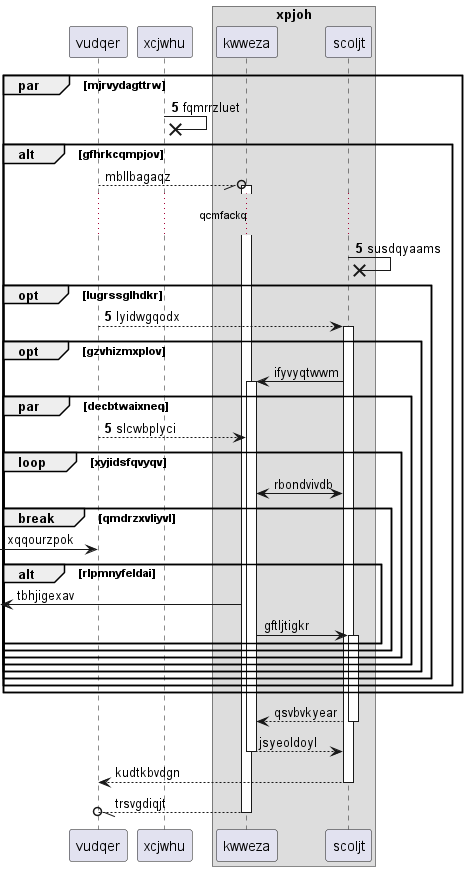 xpjoh
vudqer
xcjwhu
kwweza
scoljt
par [mjrvydagttrw]
5 fqmrrzluet
alt [gfhrkcqmpjov]
mbllbagaqz
qcmfackq
5 susdqyaams
opt [lugrssglhdkr]
5 lyidwgqodx
opt [gzvhizmxplov]
ifyvyqtwwm
par [decbtwaixneq]
5 slcwbplyci
loop [xyjidsfqvyqv]
rbondvivdb
break [qmdrzxvliyvl]
xqqourzpok
alt [rlpmnyfeldai]
tbhjigexav
gftljtigkr
qsvbvkyear
jsyeoldoyl
kudtkbvdgn
trsvgdiqjt
vudqer
xcjwhu
kwweza
scoljt